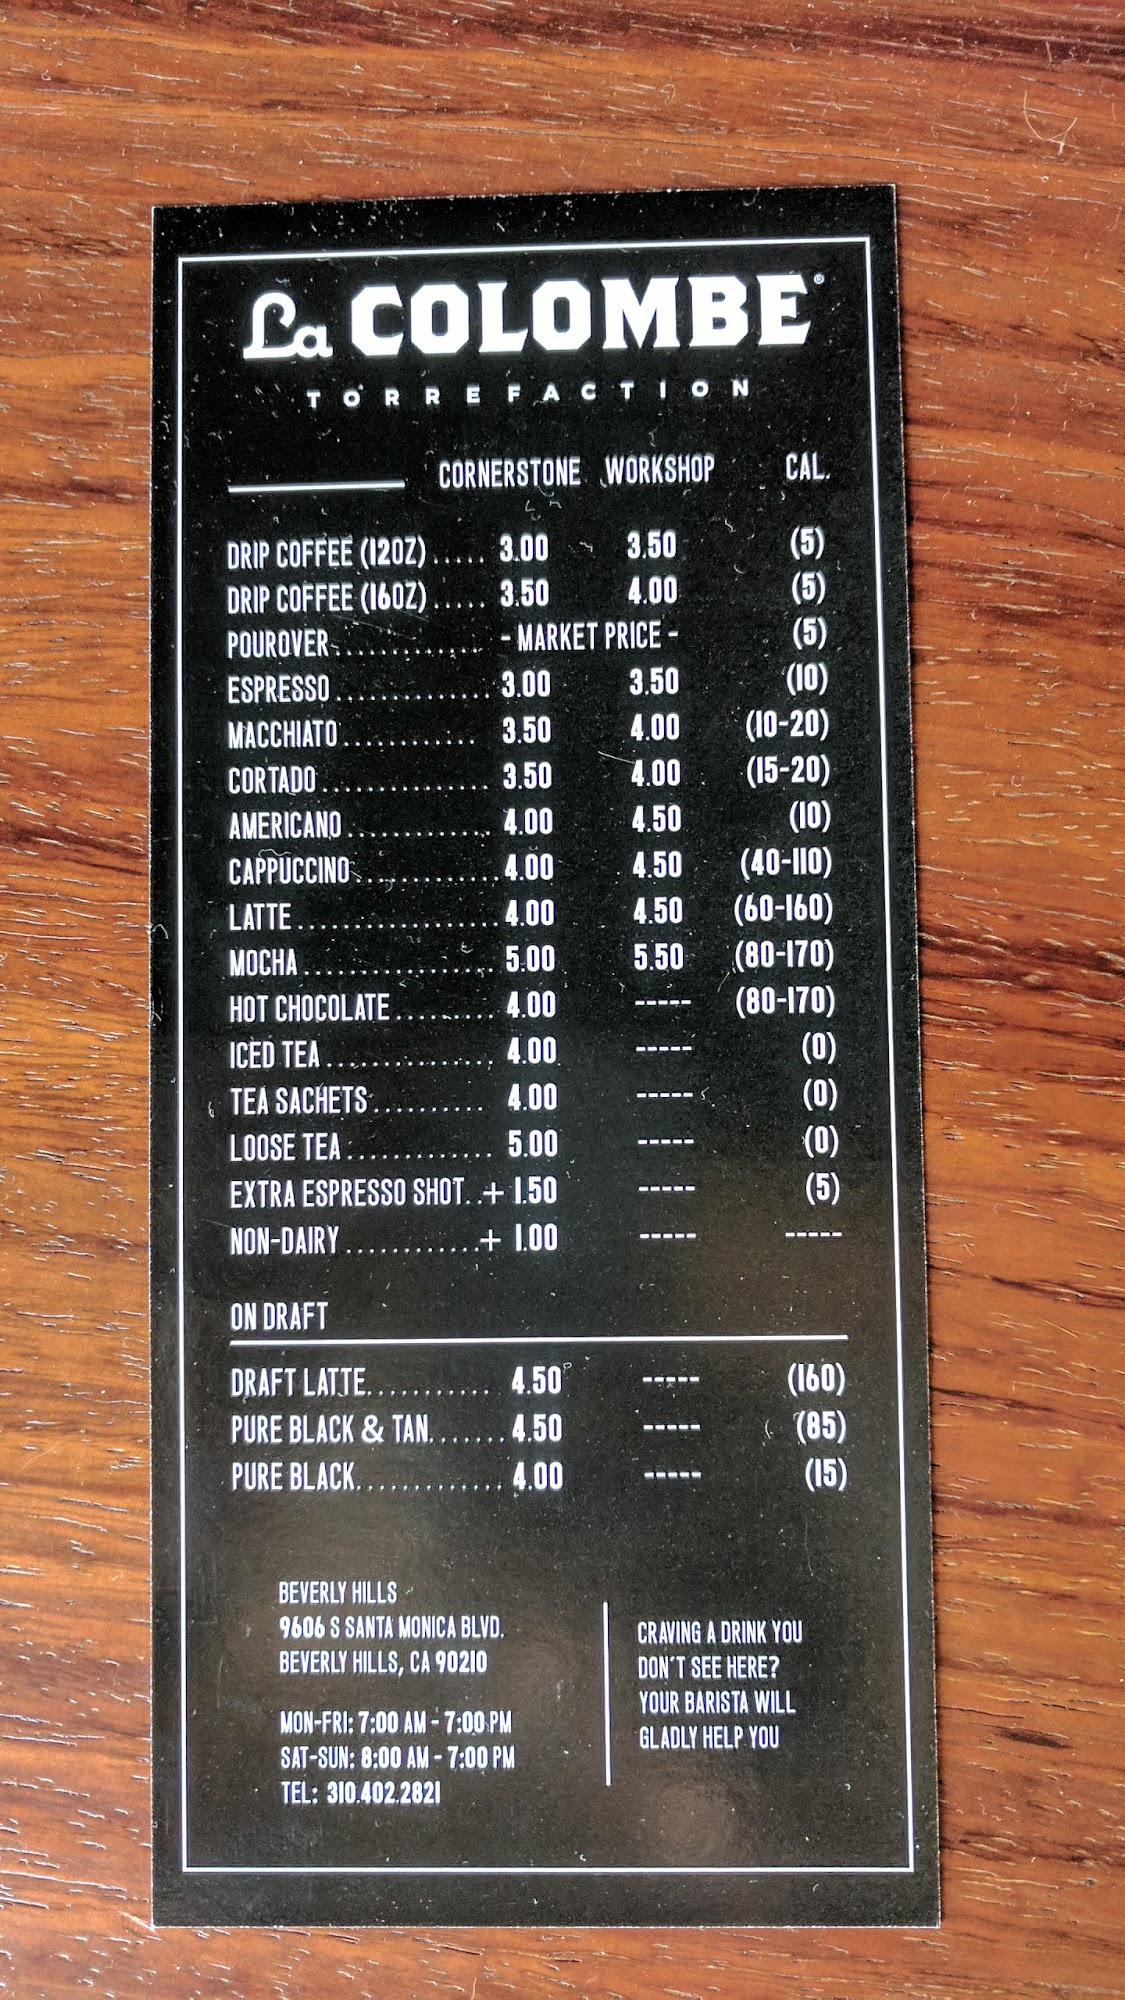 La COLOMBE®
TORREFACTION
CORNERSTONE WORKSHOP CAL.
DRIP COFFEE (12OZ) ..... 3.00 3.50 (5)
DRIP COFFEE (16OZ) ..... 3.50 4.00 (5)
POUROVER .............. - MARKET PRICE - (5)
ESPRESSO .............. 3.00 3.50 (10)
MACCHIATO ............ 3.50 4.00 (10-20)
CORTADO ............... 3.50 4.00 (15-20)
AMERICANO ............. 4.00 4.50 (10)
CAPPUCCINO ............. 4.00 4.50 (40-110)
LATTE .................. 4.00 4.50 (60-160)
MOCHA ................. 5.00 5.50 (80-170)
HOT CHOCOLATE ......... 4.00 ----- (80-170)
ICED TEA ............... 4.00 ----- (0)
TEA SACHETS .......... 4.00 ----- (0)
LOOSE TEA ............. 5.00 ----- (0)
EXTRA ESPRESSO SHOT..+ 1.50 ----- (5)
NON-DAIRY ............+ 1.00 ----- -----
ON DRAFT
DRAFT LATTE........... 4.50 ----- (160)
PURE BLACK & TAN....... 4.50 ----- (85)
PURE BLACK............. 4.00 ----- (15)
BEVERLY HILLS
9606 S SANTA MONICA BLVD.
BEVERLY HILLS, CA 90210
MON-FRI: 7:00 AM - 7:00 PM
SAT-SUN: 8:00 AM - 7:00 PM
TEL: 310.402.2821
CRAVING A DRINK YOU
DON'T SEE HERE?
YOUR BARISTA WILL
GLADLY HELP YOU